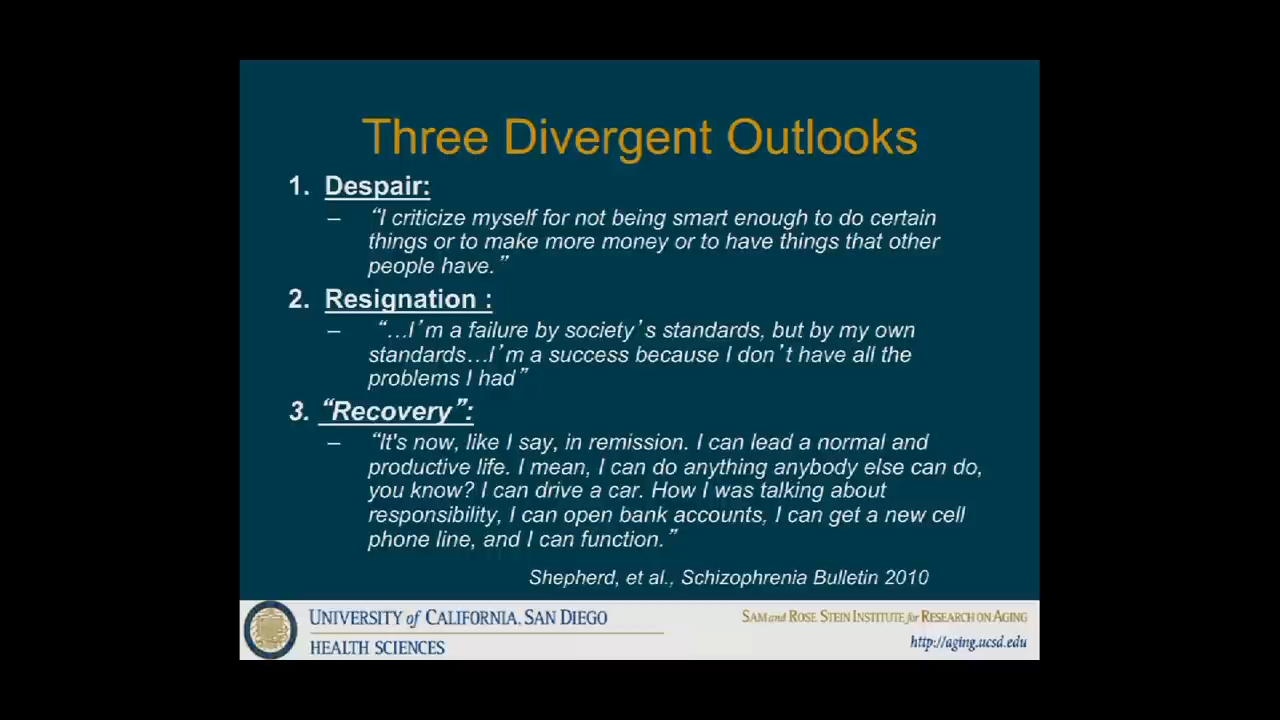 Three Divergent Outlooks
1. Despair:
– “I criticize myself for not being smart enough to do certain
things or to make more money or to have things that other
people have.”
2. Resignation :
– “…I’m a failure by society’s standards, but by my own
standards…I’m a success because I don’t have all the
problems I had”
3. “Recovery”:
– “It's now, like I say, in remission. I can lead a normal and
productive life. I mean, I can do anything anybody else can do,
you know? I can drive a car. How I was talking about
responsibility, I can open bank accounts, I can get a new cell
phone line, and I can function.”
Shepherd, et al., Schizophrenia Bulletin 2010
UNIVERSITY of CALIFORNIA, SAN DIEGO
HEALTH SCIENCES
SAM and ROSE STEIN INSTITUTE for RESEARCH ON AGING
http://aging.ucsd.edu